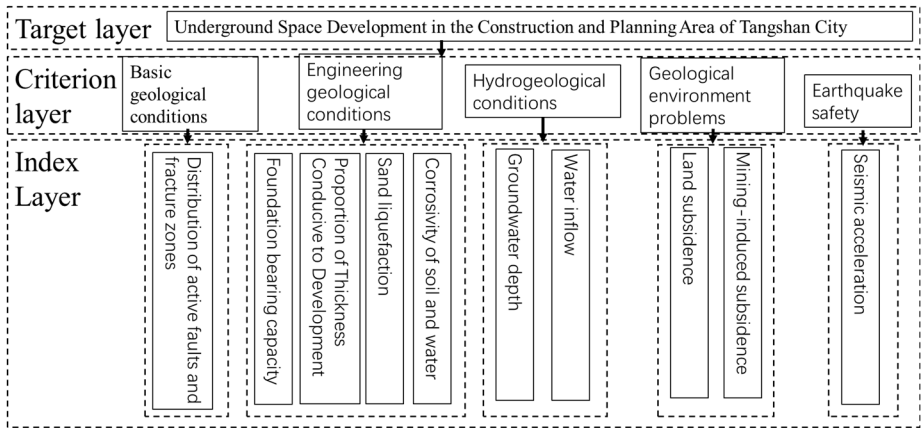 Target layer
Underground Space Development in the Construction and Planning Area of Tangshan City
Criterion
layer
Basic
geological
conditions
Engineering
geological
conditions
Hydrogeological
conditions
Geological
environment
problems
Earthquake
safety
Index
Layer
Distribution of active faults and
fracture zones
Foundation bearing capacity
Proportion of Thickness
Conducive to Development
Sand liquefaction
Corrosivity of soil and water
Groundwater depth
Water inflow
Land subsidence
Mining-induced subsidence
Seismic acceleration